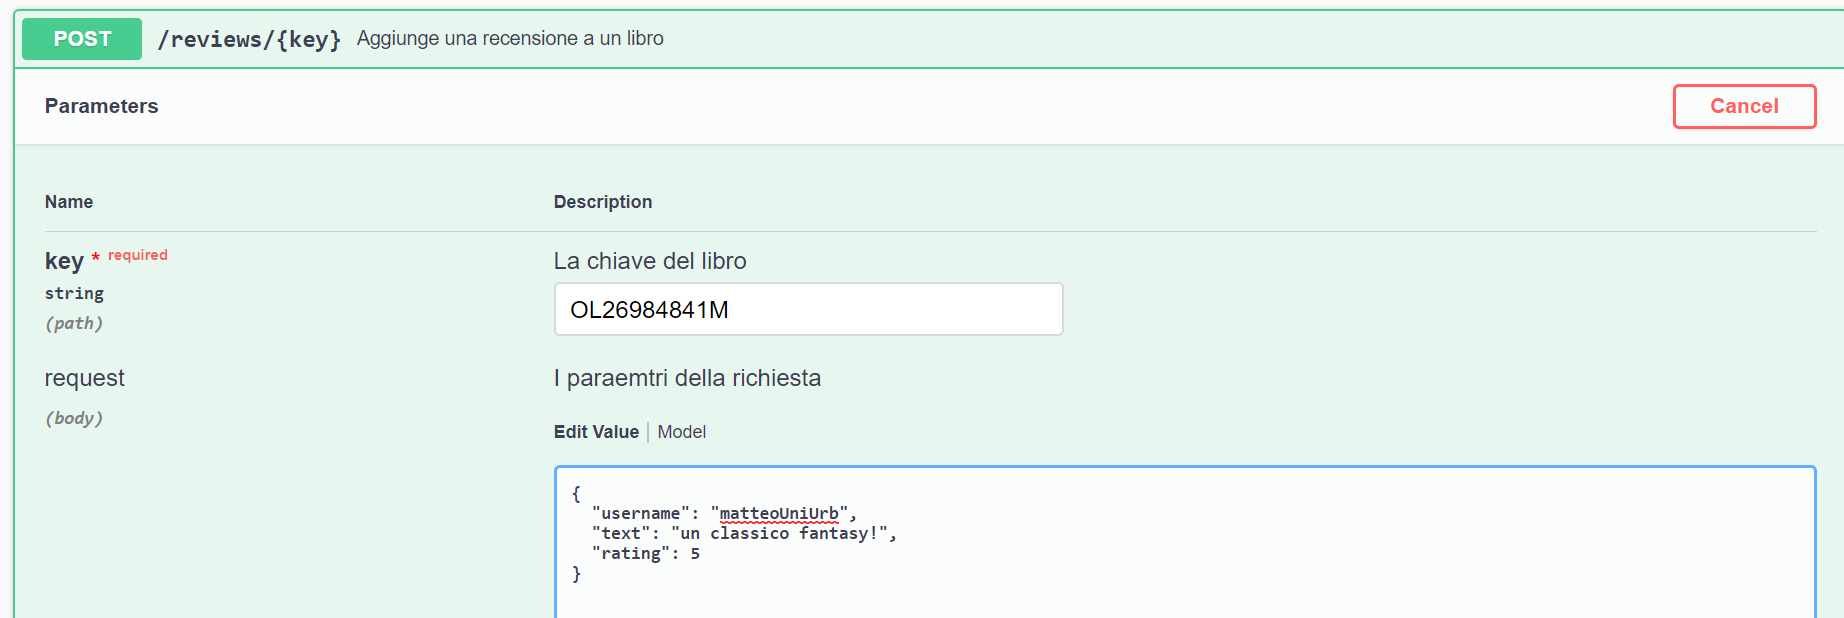 POST /reviews/{key} Aggiunge una recensione a un libro
Parameters
Cancel
Name Description
key * required
La chiave del libro
string
(path)
OL26984841M
request
I paraemtri della richiesta
(body)
Edit Value | Model
{
"username": "matteoUniUrb",
"text": "un classico fantasy!",
"rating": 5
}